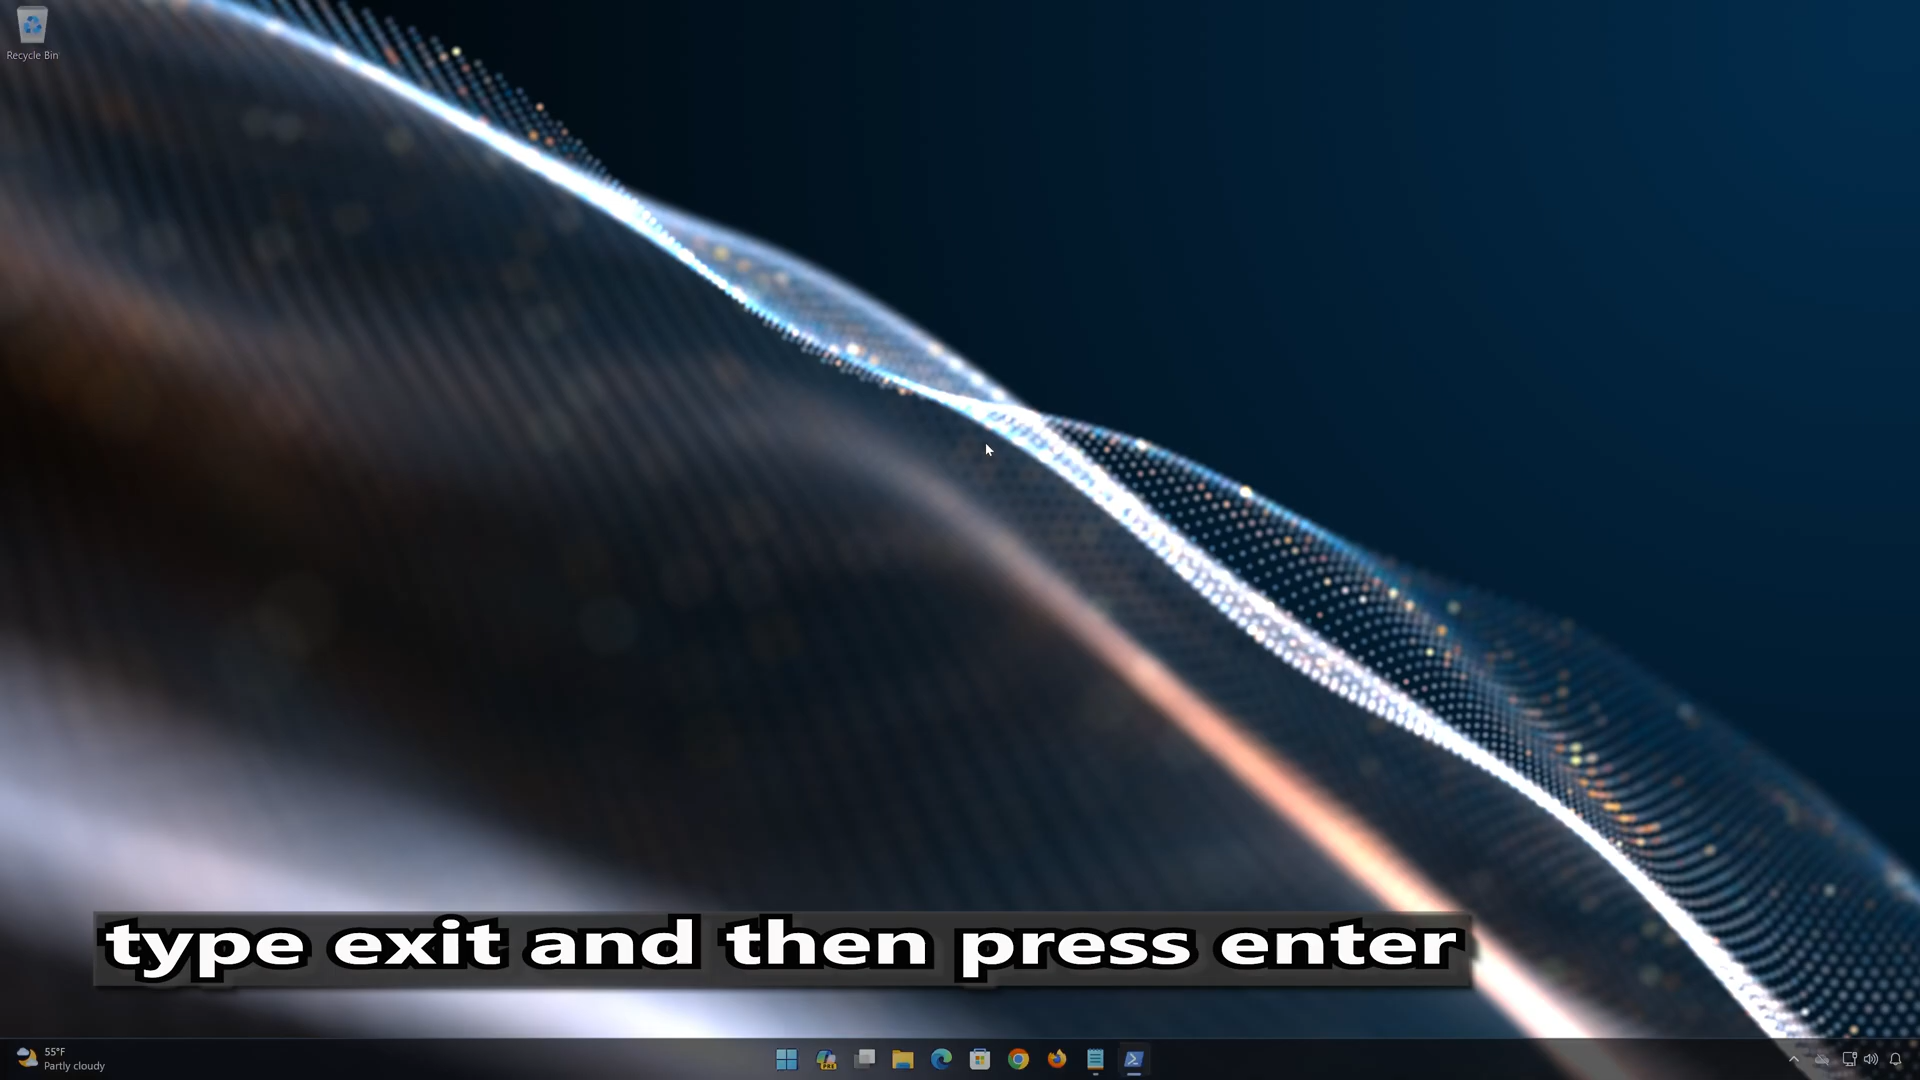 Recycle Bin
type exit and then press enter
55°F
Partly cloudy